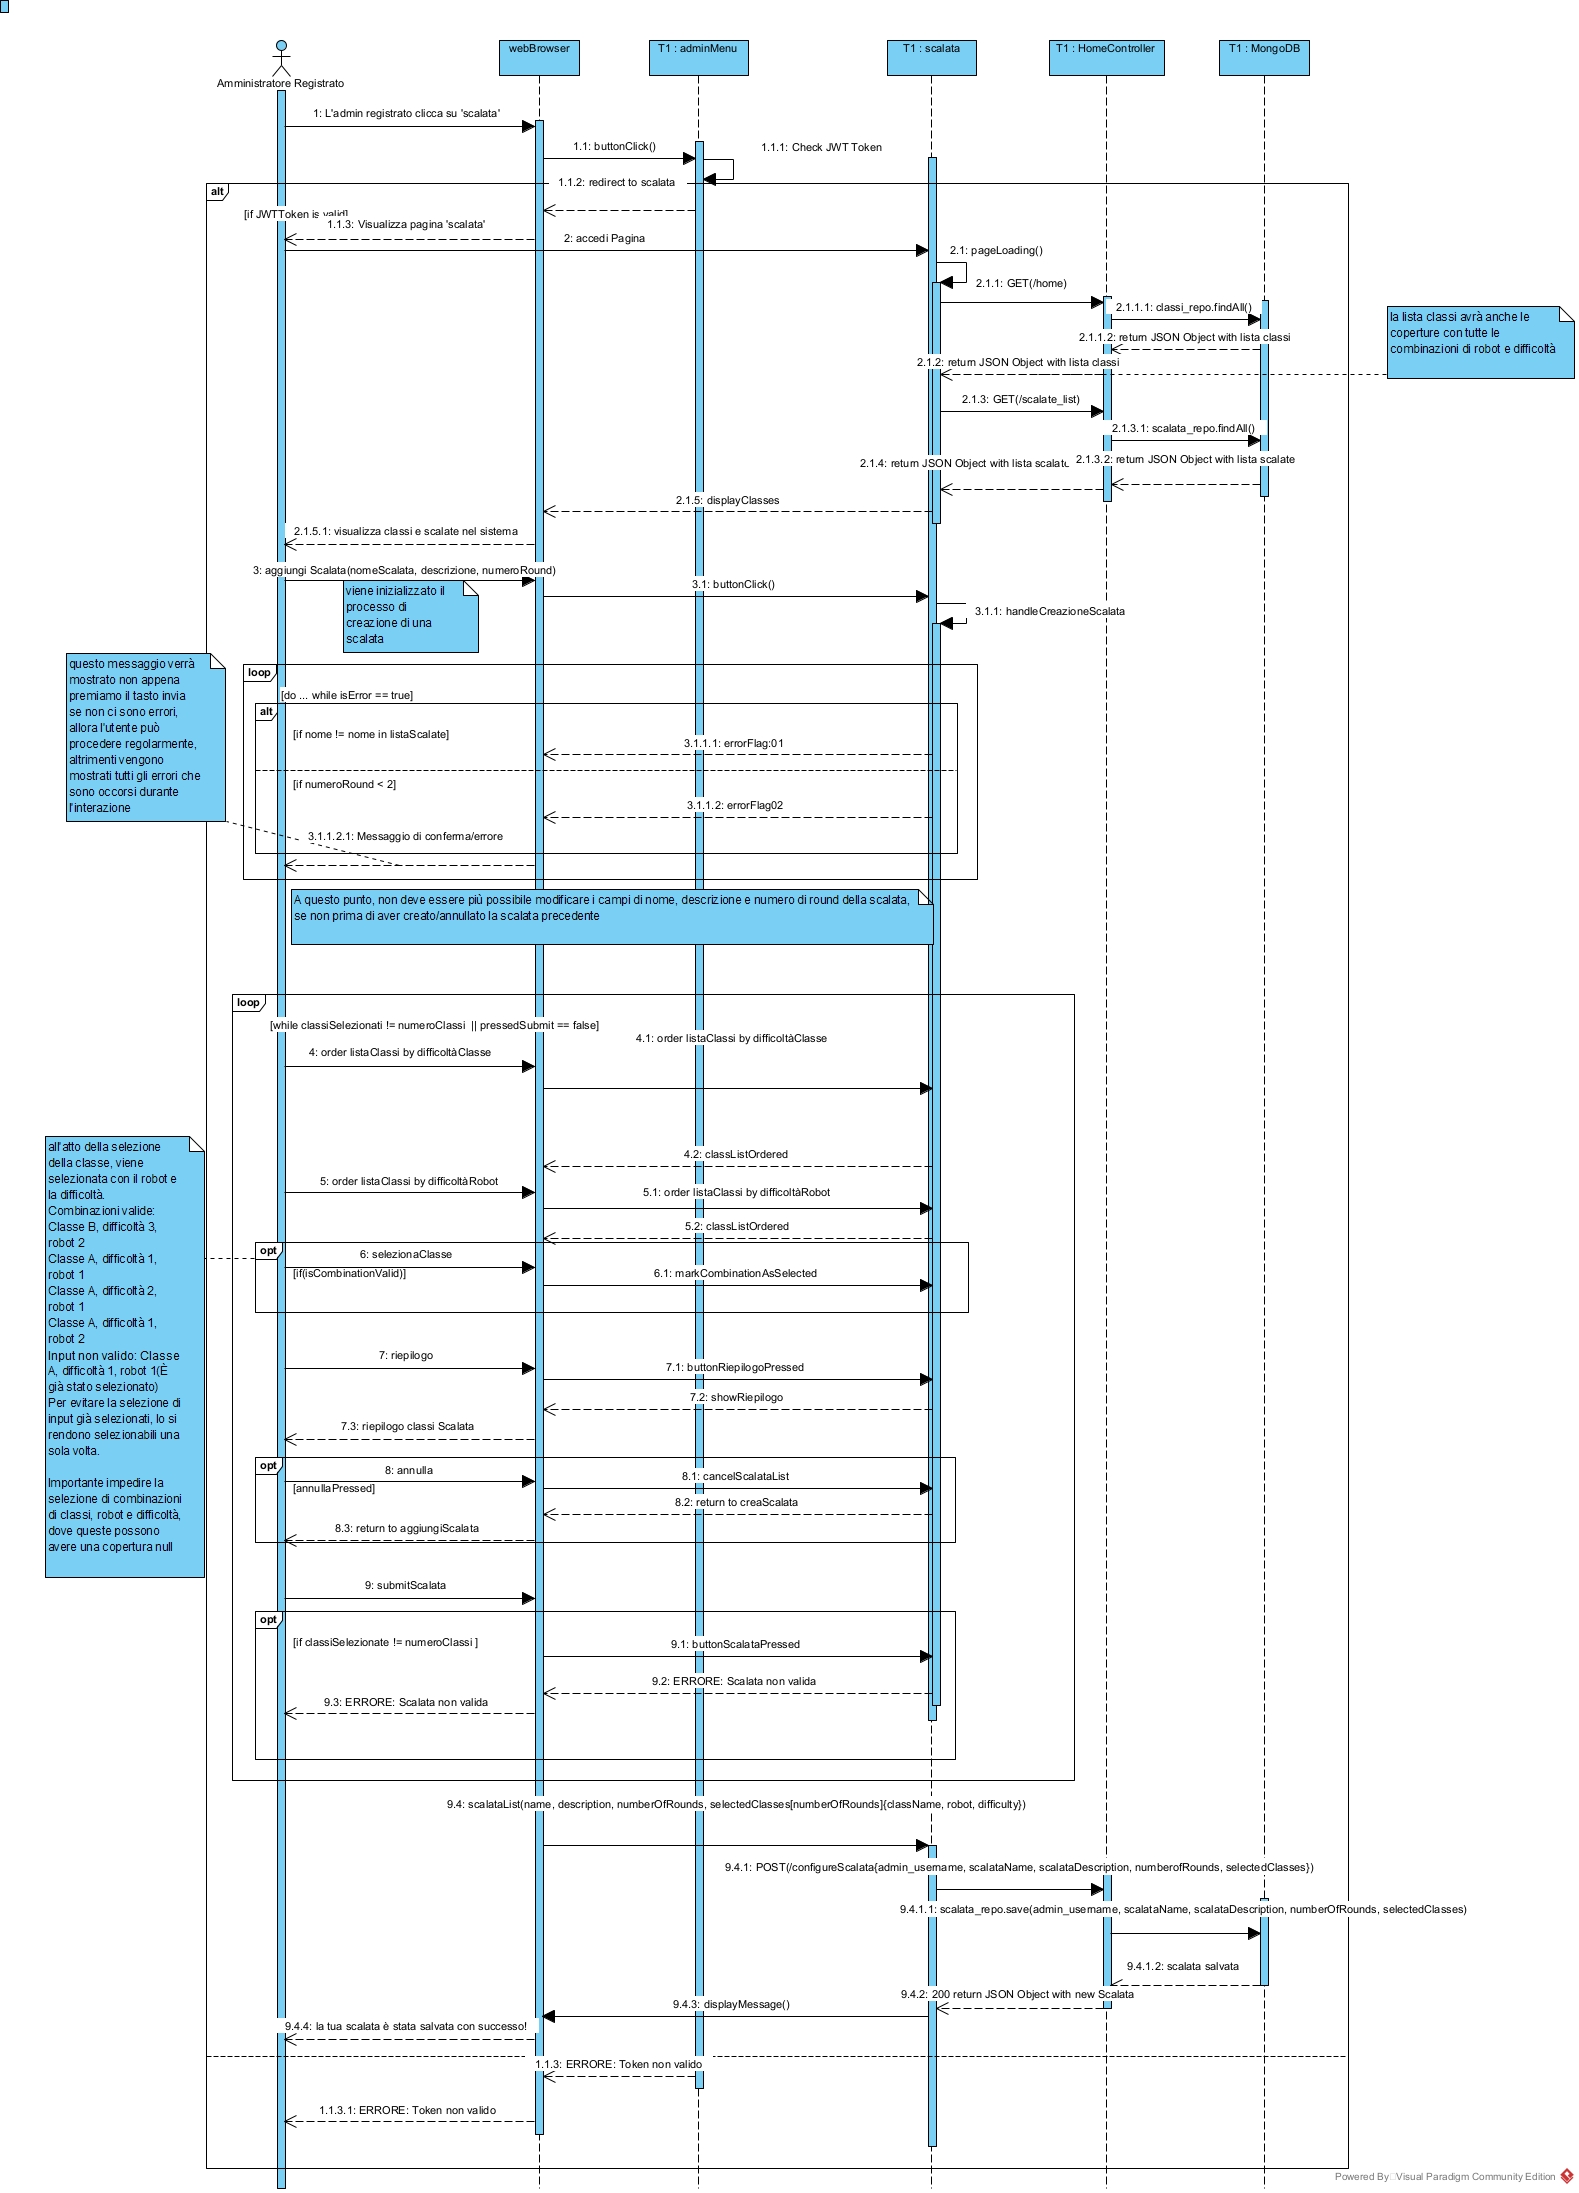 Amministratore Registrato
webBrowser
T1 : adminMenu
T1 : scalata
T1 : HomeController
T1 : MongoDB
1: L'admin registrato clicca su 'scalata'
1.1: buttonClick()
1.1.1: Check JWT Token
alt
1.1.2: redirect to scalata
[if JWTToken is valid]
1.1.3: Visualizza pagina 'scalata'
2: accedi Pagina
2.1: pageLoading()
2.1.1: GET(/home)
2.1.1.1: classi_repo.findAll()
2.1.1.2: return JSON Object with lista classi
2.1.2: return JSON Object with lista classi
la lista classi avrà anche le
coperture con tutte le
combinazioni di robot e difficoltà
2.1.3: GET(/scalate_list)
2.1.3.1: scalata_repo.findAll()
2.1.3.2: return JSON Object with lista scalate
2.1.4: return JSON Object with lista scalate
2.1.5: displayClasses
2.1.5.1: visualizza classi e scalate nel sistema
3: aggiungi Scalata(nomeScalata, descrizione, numeroRound)
viene inizializzato il
processo di
creazione di una
scalata
3.1: buttonClick()
3.1.1: handleCreazioneScalata
questo messaggio verrà
mostrato non appena
premiamo il tasto invia
se non ci sono errori,
allora l'utente può
procedere regolarmente,
altrimenti vengono
mostrati tutti gli errori che
sono occorsi durante
l'interazione
loop
[do ... while isError == true]
alt
[if nome != nome in listaScalate]
3.1.1.1: errorFlag:01
[if numeroRound < 2]
3.1.1.2: errorFlag02
3.1.1.2.1: Messaggio di conferma/errore
A questo punto, non deve essere più possibile modificare i campi di nome, descrizione e numero di round della scalata,
se non prima di aver creato/annullato la scalata precedente
loop
[while classiSelezionati != numeroClassi || pressedSubmit == false]
4: order listaClassi by difficoltàClasse
4.1: order listaClassi by difficoltàClasse
4.2: classListOrdered
5: order listaClassi by difficoltàRobot
5.1: order listaClassi by difficoltàRobot
5.2: classListOrdered
all'atto della selezione
della classe, viene
selezionata con il robot e
la difficoltà.
Combinazioni valide:
Classe B, difficoltà 3,
robot 2
Classe A, difficoltà 1,
robot 1
Classe A, difficoltà 2,
robot 1
Classe A, difficoltà 1,
robot 2
Input non valido: Classe
A, difficoltà 1, robot 1(È
già stato selezionato)
Per evitare la selezione di
input già selezionati, lo si
rendono selezionabili una
sola volta.
Importante impedire la
selezione di combinazioni
di classi, robot e difficoltà,
dove queste possono
avere una copertura null
opt
6: selezionaClasse
[if(isCombinationValid)]
6.1: markCombinationAsSelected
7: riepilogo
7.1: buttonRiepilogoPressed
7.2: showRiepilogo
7.3: riepilogo classi Scalata
opt
8: annulla
[annullaPressed]
8.1: cancelScalataList
8.2: return to creaScalata
8.3: return to aggiungiScalata
9: submitScalata
opt
[if classiSelezionate != numeroClassi ]
9.1: buttonScalataPressed
9.2: ERRORE: Scalata non valida
9.3: ERRORE: Scalata non valida
9.4: scalataList(name, description, numberOfRounds, selectedClasses[numberOfRounds]{className, robot, difficulty})
9.4.1: POST(/configureScalata{admin_username, scalataName, scalataDescription, numberofRounds, selectedClasses})
9.4.1.1: scalata_repo.save(admin_username, scalataName, scalataDescription, numberOfRounds, selectedClasses)
9.4.1.2: scalata salvata
9.4.2: 200 return JSON Object with new Scalata
9.4.3: displayMessage()
9.4.4: la tua scalata è stata salvata con successo!
1.1.3: ERRORE: Token non valido
1.1.3.1: ERRORE: Token non valido
Powered By Visual Paradigm Community Edition